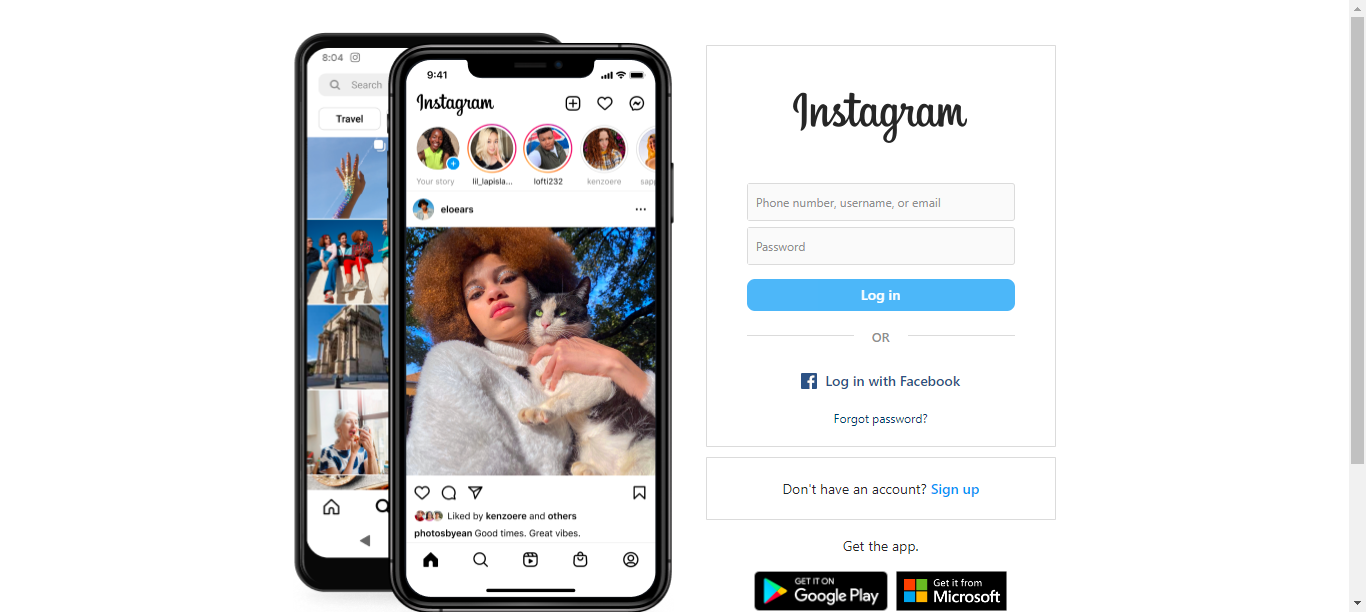 8:04
Search
Travel
9:41
Instagram
Your story
lil_lapisla...
lofti232
kenzoere
sapp
eloears
Liked by kenzoere and others
photosbyean Good times. Great vibes.
Instagram
Phone number, username, or email
Password
Log in
OR
Log in with Facebook
Forgot password?
Don't have an account? Sign up
Get the app.
GET IT ON
Google Play
Get it from
Microsoft